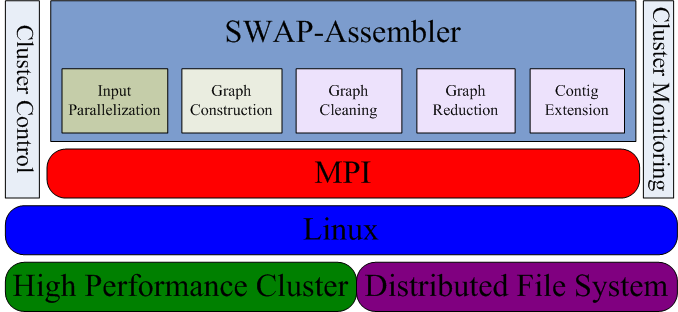 Cluster Control
SWAP-Assembler
Cluster Monitoring
Input
Parallelization
Graph
Construction
Graph
Cleaning
Graph
Reduction
Contig
Extension
MPI
Linux
High Performance Cluster
Distributed File System